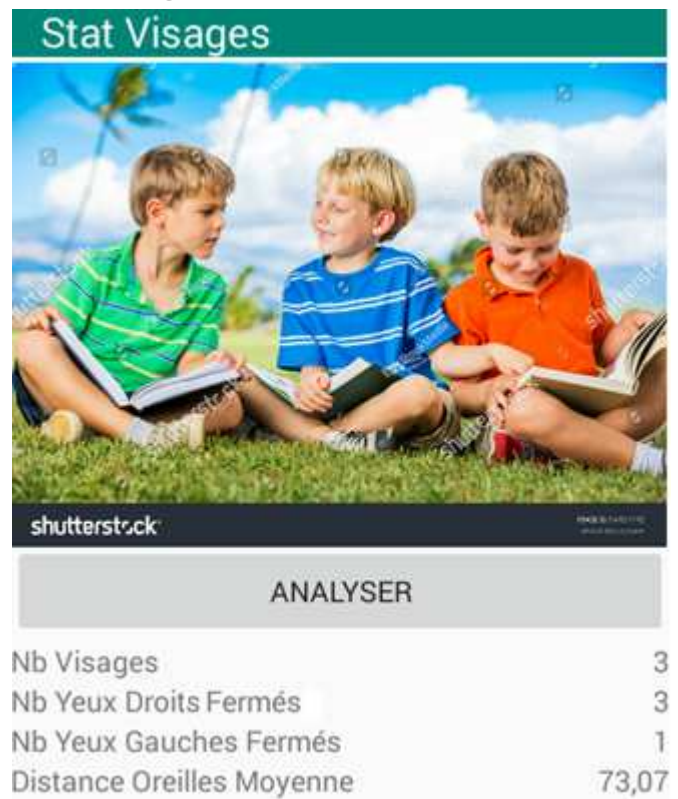 Stat Visages
shutterstock
ANALYSER
Nb Visages 3
Nb Yeux Droits Fermés 3
Nb Yeux Gauches Fermés 1
Distance Oreilles Moyenne 73,07